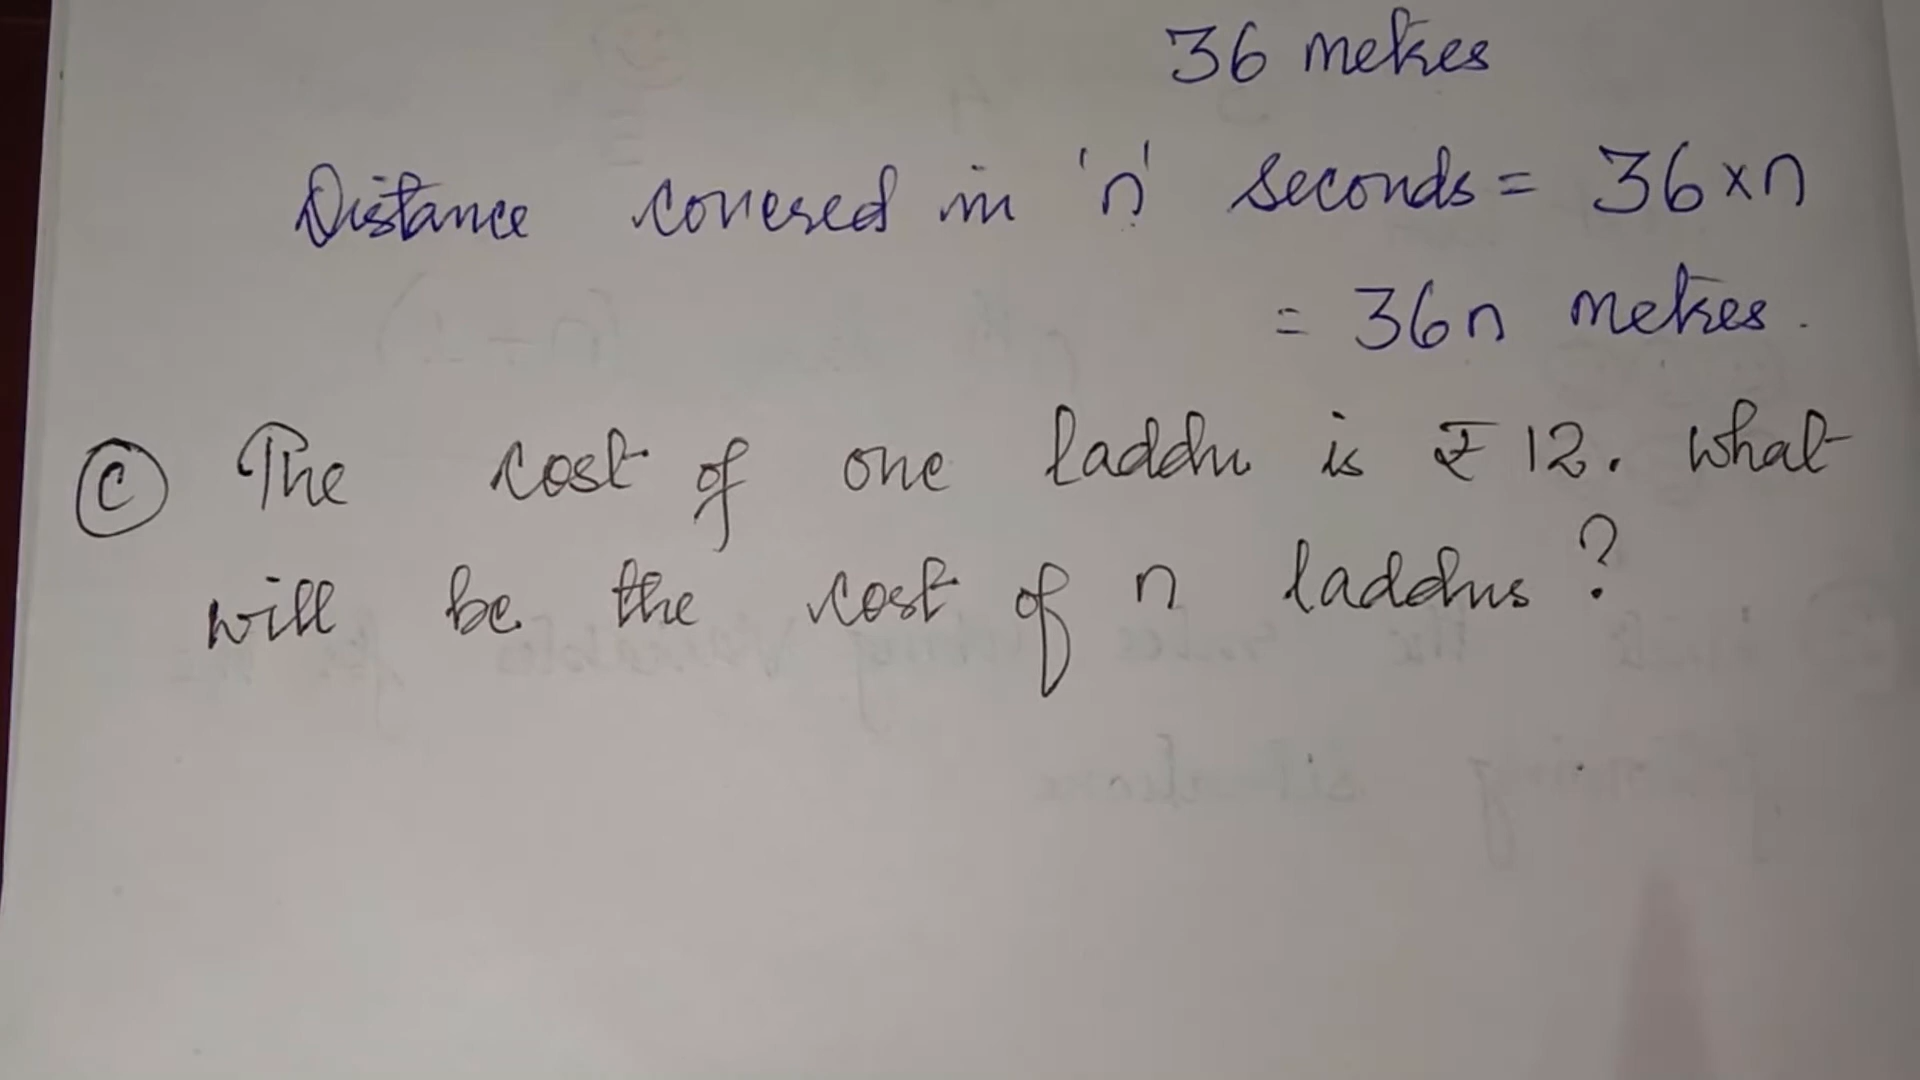 36 metres
Distance covered in 'n' seconds = 36 × n
= 36n metres.
(C) The cost of one laddu is ₹ 12. What
will be the cost of n laddus ?